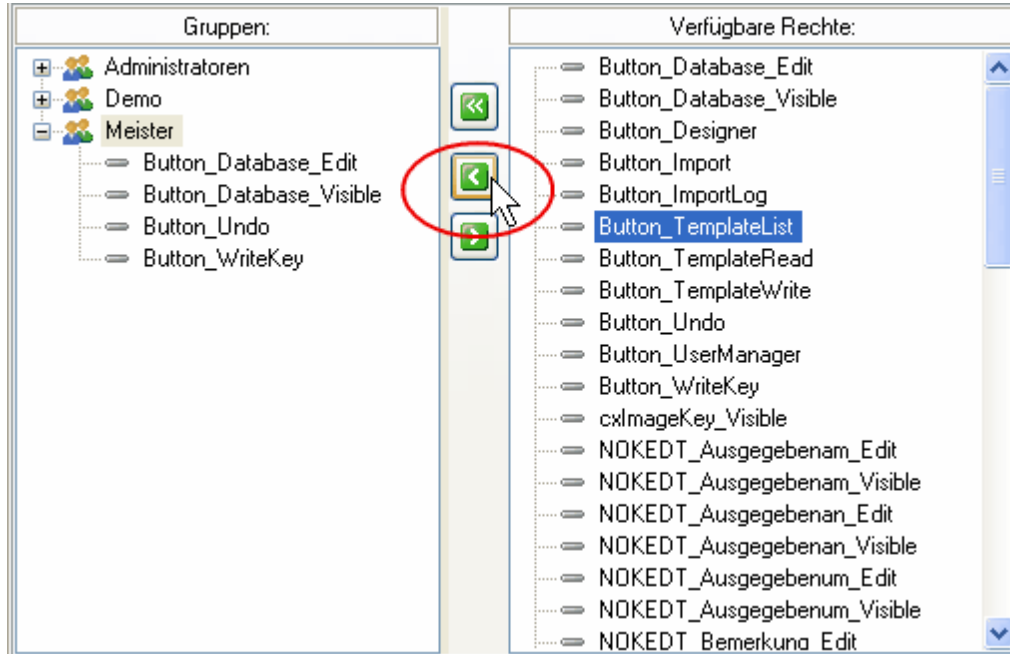 Gruppen:
Administratoren
Demo
Meister
Button_Database_Edit
Button_Database_Visible
Button_Undo
Button_WriteKey
Verfügbare Rechte:
Button_Database_Edit
Button_Database_Visible
Button_Designer
Button_Import
Button_ImportLog
Button_TemplateList
Button_TemplateRead
Button_TemplateWrite
Button_Undo
Button_UserManager
Button_WriteKey
cxImageKey_Visible
NOKEDT_Ausgegebenam_Edit
NOKEDT_Ausgegebenam_Visible
NOKEDT_Ausgegebenan_Edit
NOKEDT_Ausgegebenan_Visible
NOKEDT_Ausgegebenum_Edit
NOKEDT_Ausgegebenum_Visible
NOKEDT_Bemerkung_Edit